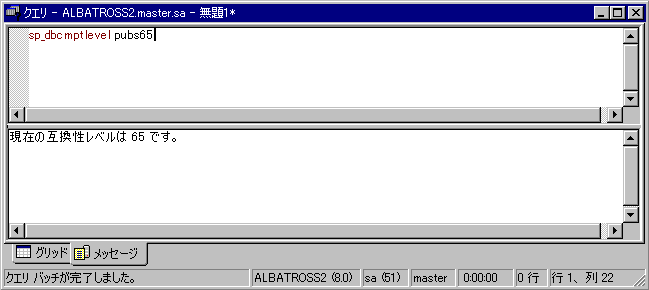 クエリ - ALBATROSS2.master.sa - 無題1*
sp_dbcmptlevel pubs65
現在の互換性レベルは 65 です。
グリッド メッセージ
クエリ バッチが完了しました。 ALBATROSS2 (8.0) sa (51) master 0:00:00 0 行 行 1、列 22